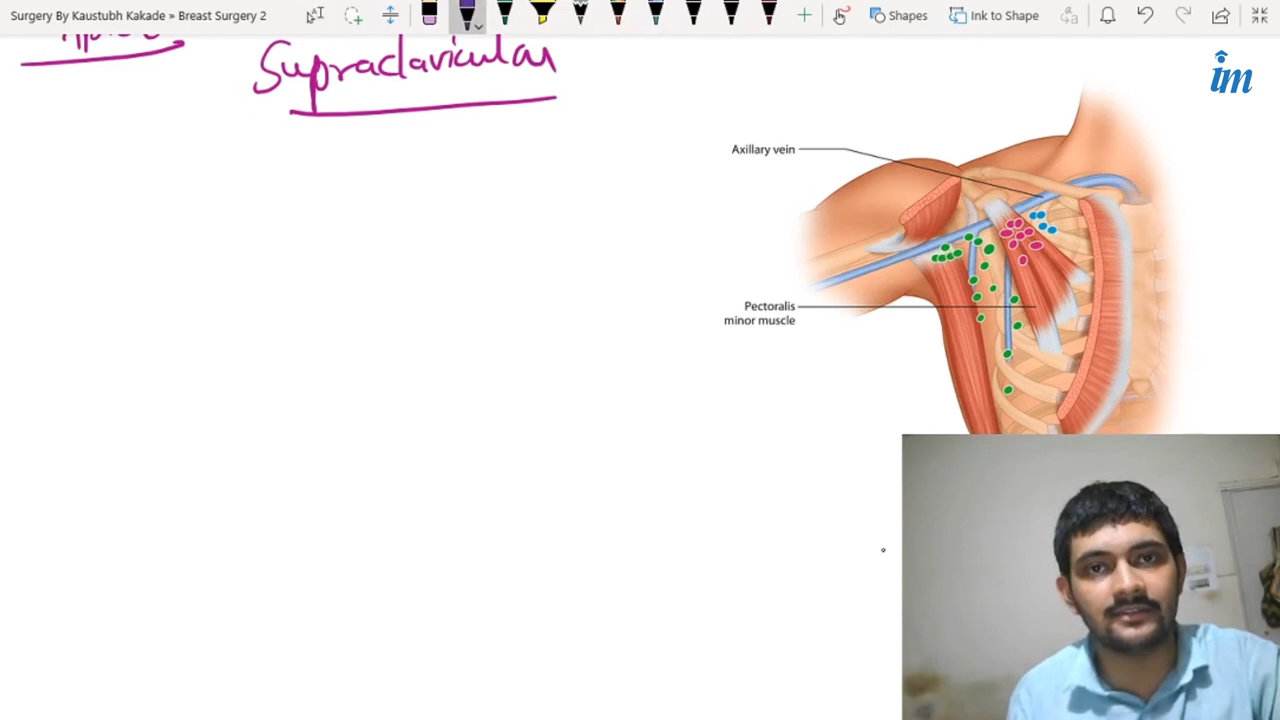 Surgery By Kaustubh Kakade » Breast Surgery 2
Shapes
Ink to Shape
im
Supraclavicular
Axillary vein
Pectoralis
minor muscle